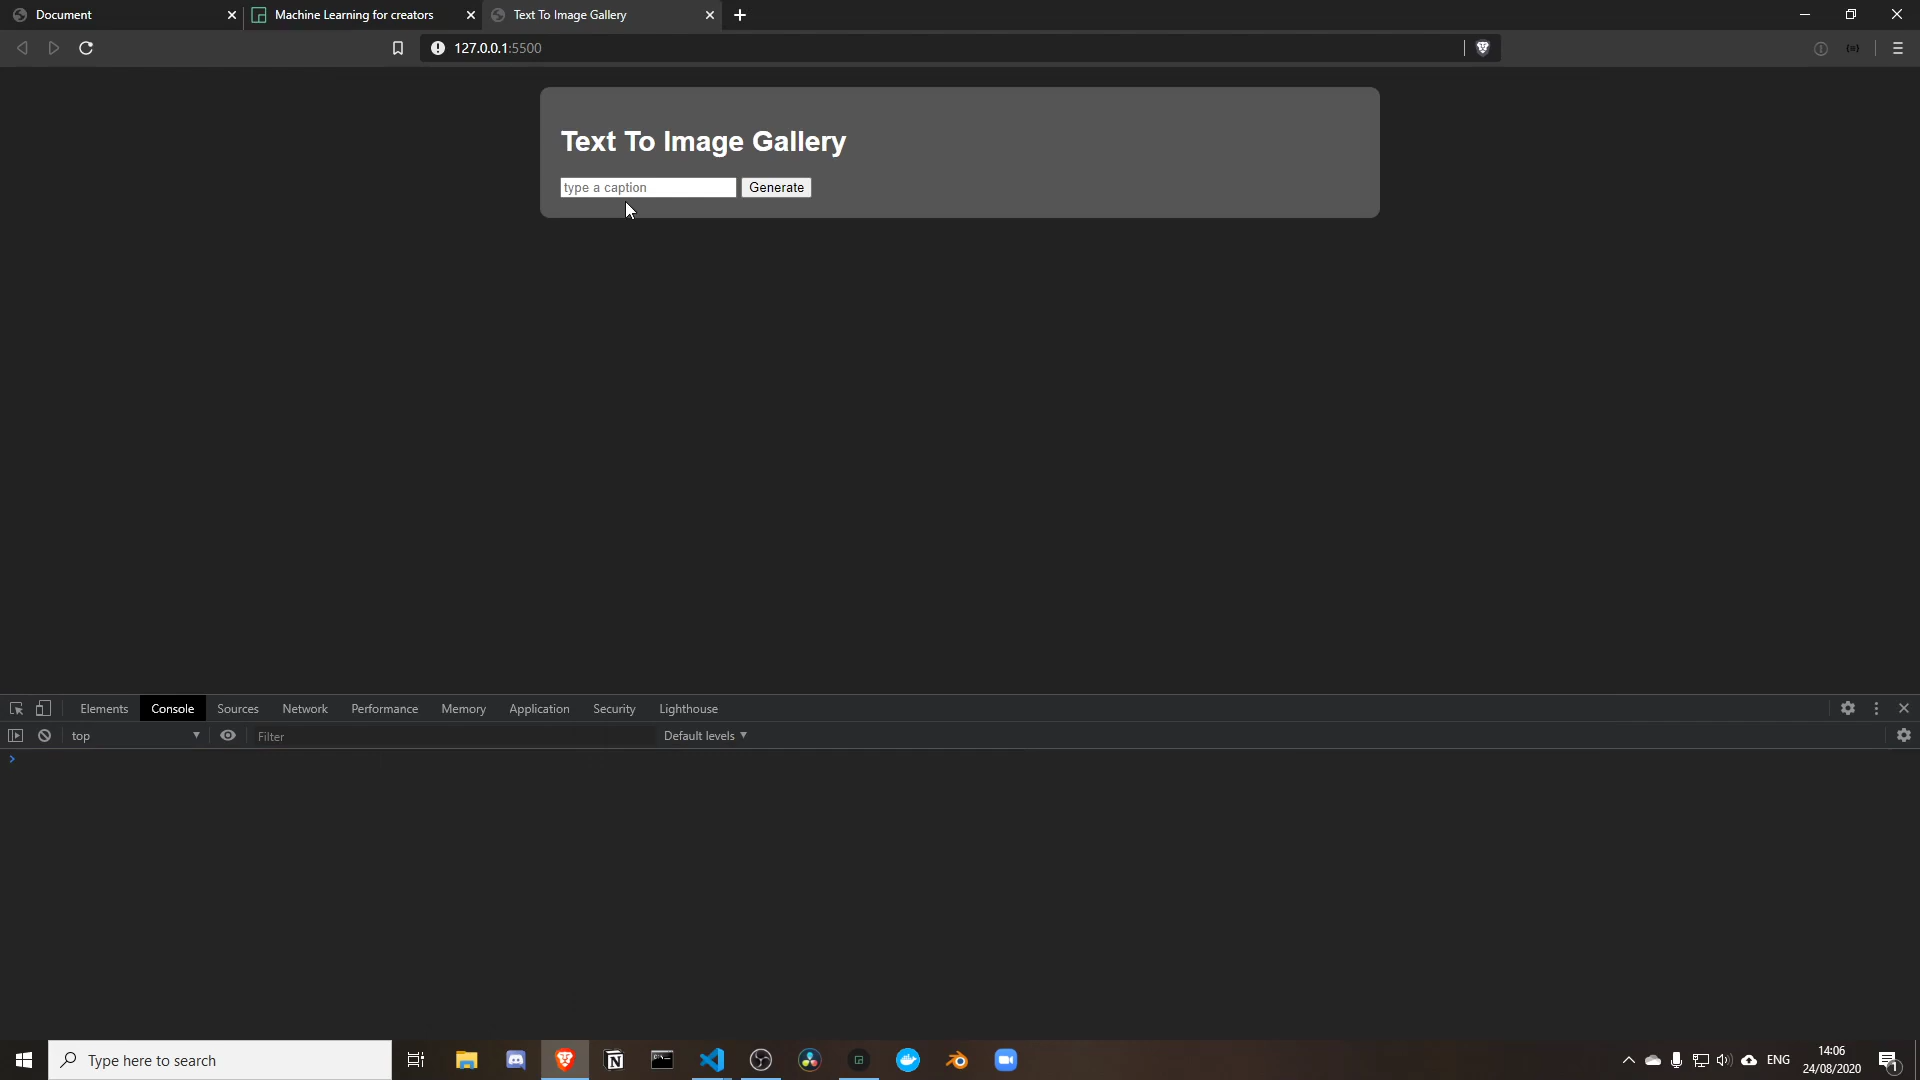 Document
Machine Learning for creators
Text To Image Gallery
127.0.0.1:5500
Text To Image Gallery
type a caption
Generate
Elements
Console
Sources
Network
Performance
Memory
Application
Security
Lighthouse
top
Filter
Default levels
Type here to search
ENG
14:06
24/08/2020
1